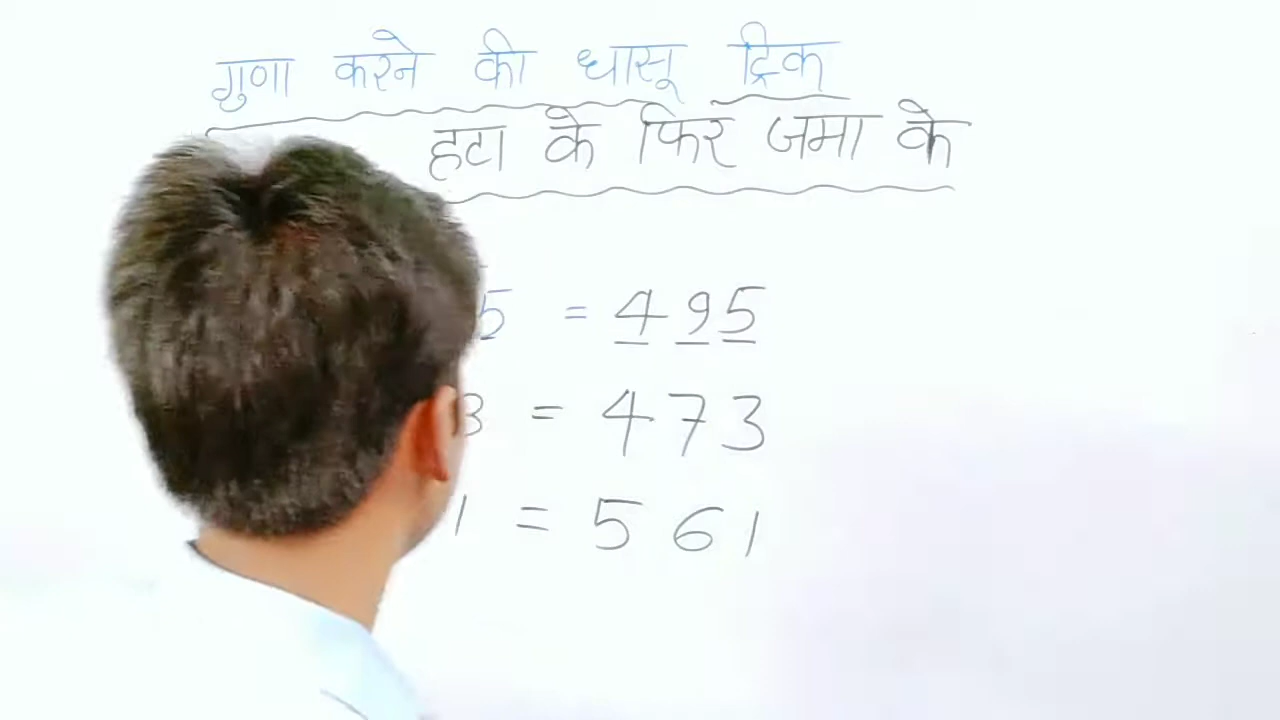 गुणा करने की धासू ट्रिक
हटा के फिर जमा के
5 = 495
3 = 473
1 = 561